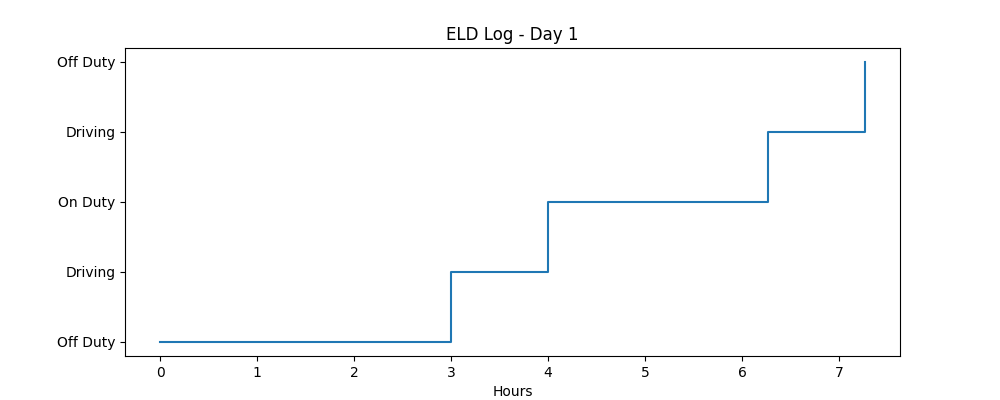 ELD Log - Day 1
Off Duty
Driving
On Duty
Driving
Off Duty
0 1 2 3 4 5 6 7
Hours